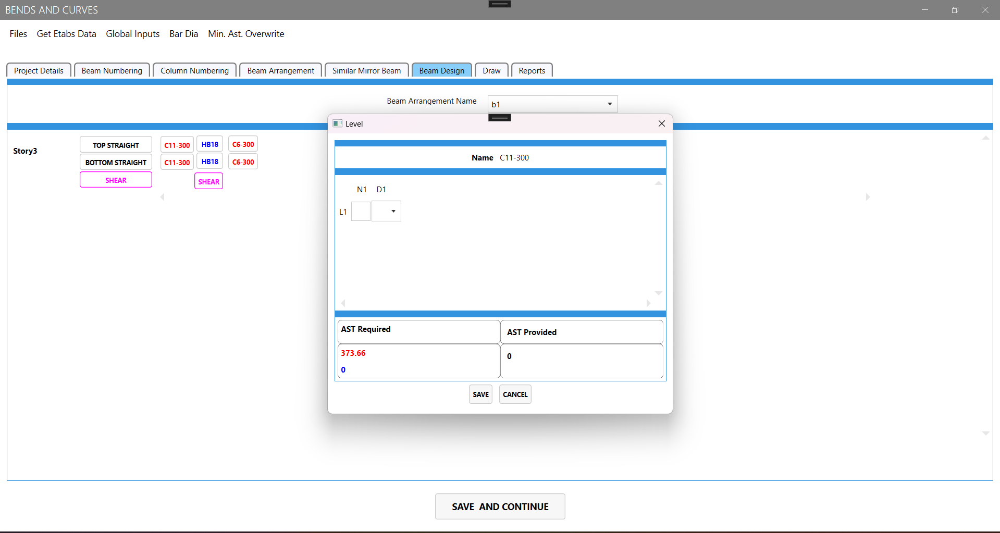 BENDS AND CURVES
Files Get Etabs Data Global Inputs Bar Dia Min. Ast. Overwrite
Project Details Beam Numbering Column Numbering Beam Arrangement Similar Mirror Beam Beam Design Draw Reports
Beam Arrangement Name b1
Level
Name C11-300
Story3
TOP STRAIGHT C11-300 HB18 C6-300
BOTTOM STRAIGHT C11-300 HB18 C6-300
SHEAR SHEAR
N1 D1
L1
AST Required AST Provided
373.66
0
0
SAVE CANCEL
SAVE AND CONTINUE